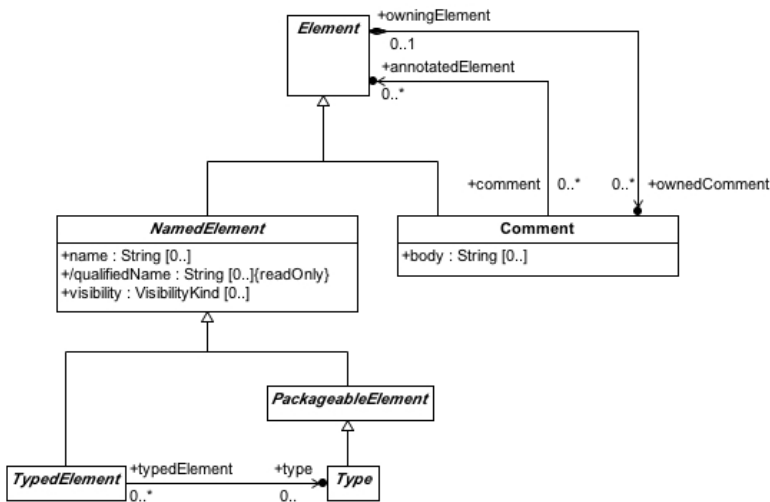 Element
+owningElement
0..1
+annotatedElement
0..*
+comment
0..*
0..*
+ownedComment
NamedElement
+name : String [0..]
+/qualifiedName : String [0..]{readOnly}
+visibility : VisibilityKind [0..]
Comment
+body : String [0..]
PackageableElement
TypedElement
+typedElement
0..*
+type
0..
Type